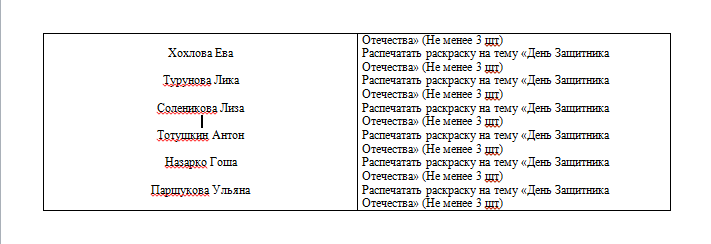 Отечества» (Не менее 3 шт)
Хохлова Ева
Распечатать раскраску на тему «День Защитника
Отечества» (Не менее 3 шт)
Турунова Лика
Распечатать раскраску на тему «День Защитника
Отечества» (Не менее 3 шт)
Соленикова Лиза
Распечатать раскраску на тему «День Защитника
Отечества» (Не менее 3 шт)
Тотушкин Антон
Распечатать раскраску на тему «День Защитника
Отечества» (Не менее 3 шт)
Назарко Гоша
Распечатать раскраску на тему «День Защитника
Отечества» (Не менее 3 шт)
Паршукова Ульяна
Распечатать раскраску на тему «День Защитника
Отечества» (Не менее 3 шт)